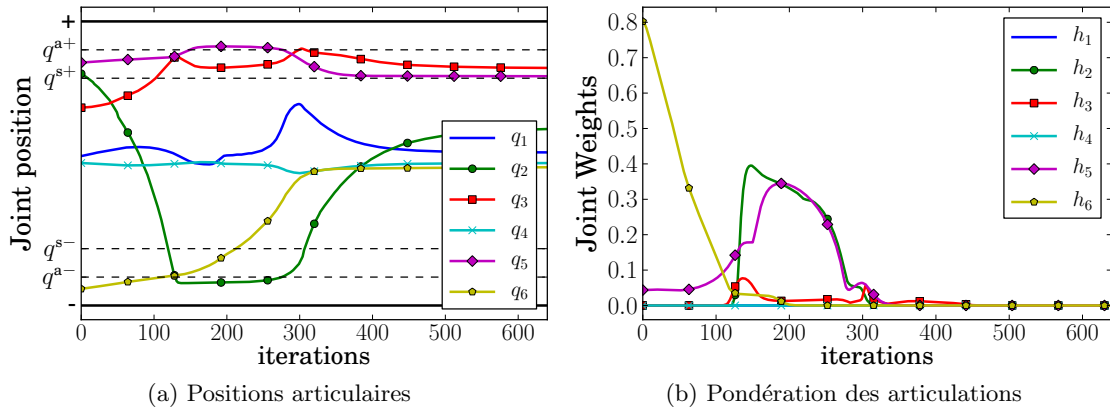 +
q^{a+}
q^{s+}
q^{s−}
q^{a−}
-
Joint position
q_1
q_2
q_3
q_4
q_5
q_6
0 100 200 300 400 500 600
iterations
(a) Positions articulaires
0.8
0.7
0.6
0.5
0.4
0.3
0.2
0.1
0.0
Joint Weights
h_1
h_2
h_3
h_4
h_5
h_6
0 100 200 300 400 500 600
iterations
(b) Pondération des articulations